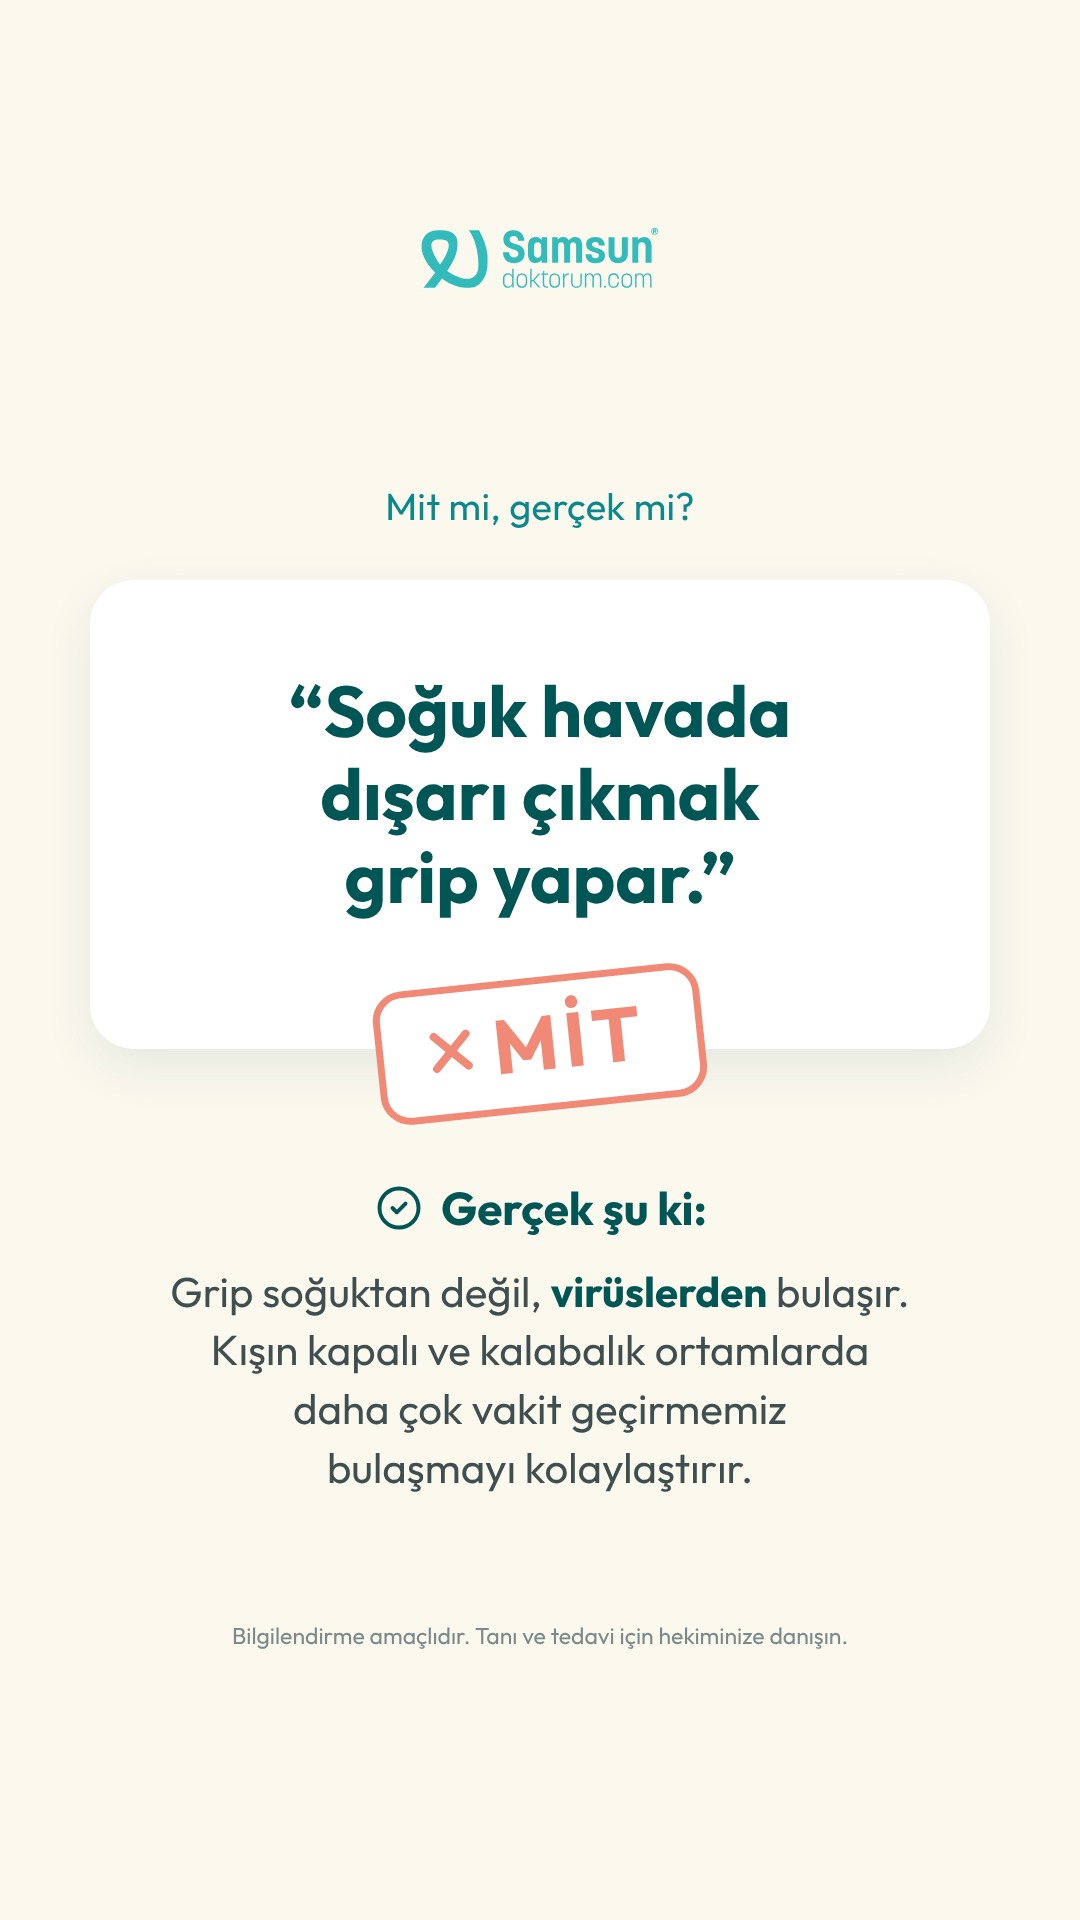 Samsun®
doktorum.com
Mit mi, gerçek mi?
“Soğuk havada
dışarı çıkmak
grip yapar.”
× MİT
Gerçek şu ki:
Grip soğuktan değil, virüslerden bulaşır.
Kışın kapalı ve kalabalık ortamlarda
daha çok vakit geçirmemiz
bulaşmayı kolaylaştırır.
Bilgilendirme amaçlıdır. Tanı ve tedavi için hekiminize danışın.